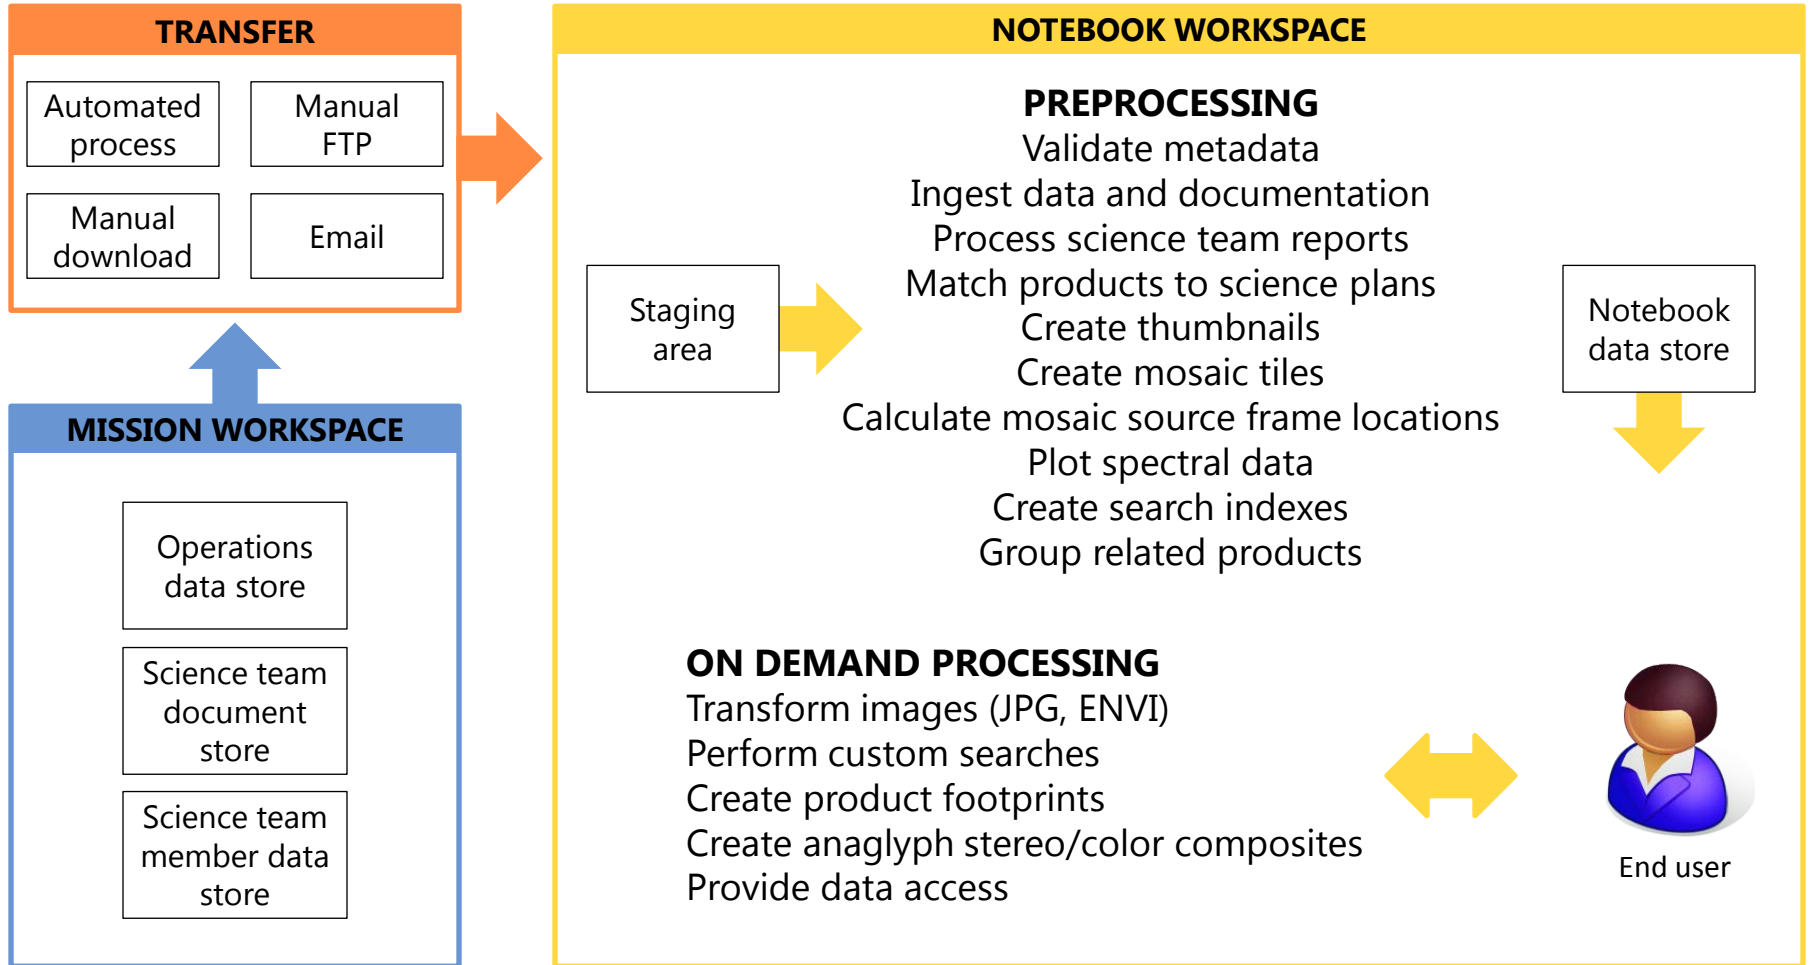 TRANSFER
Automated
process
Manual
FTP
Manual
download
Email
MISSION WORKSPACE
Operations
data store
Science team
document
store
Science team
member data
store
NOTEBOOK WORKSPACE
Staging
area
PREPROCESSING
Validate metadata
Ingest data and documentation
Process science team reports
Match products to science plans
Create thumbnails
Create mosaic tiles
Calculate mosaic source frame locations
Plot spectral data
Create search indexes
Group related products
Notebook
data store
ON DEMAND PROCESSING
Transform images (JPG, ENVI)
Perform custom searches
Create product footprints
Create anaglyph stereo/color composites
Provide data access
End user